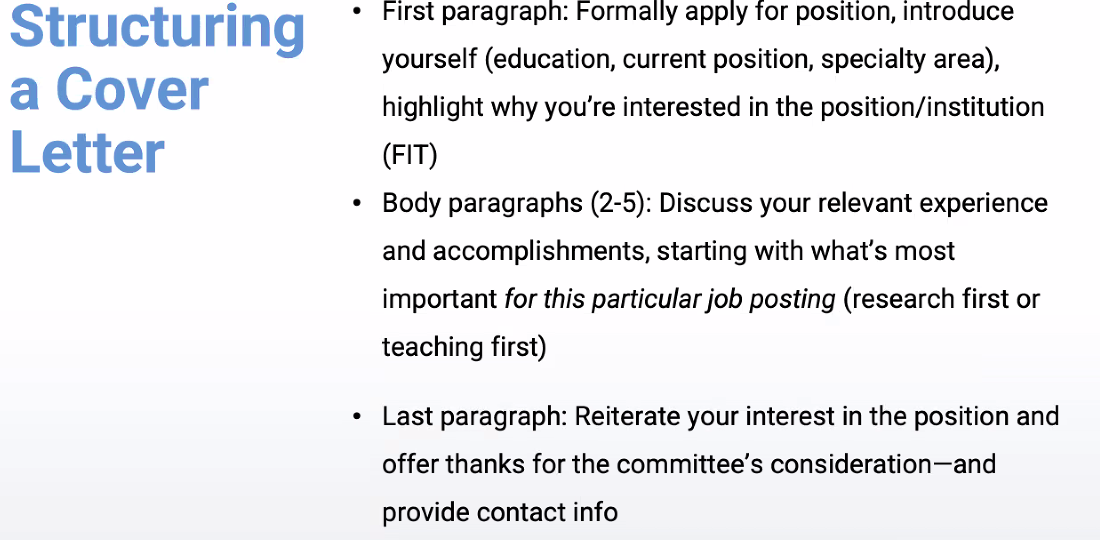 Structuring
a Cover
Letter
• First paragraph: Formally apply for position, introduce
yourself (education, current position, specialty area),
highlight why you’re interested in the position/institution
(FIT)
• Body paragraphs (2-5): Discuss your relevant experience
and accomplishments, starting with what’s most
important for this particular job posting (research first or
teaching first)
• Last paragraph: Reiterate your interest in the position and
offer thanks for the committee’s consideration—and
provide contact info